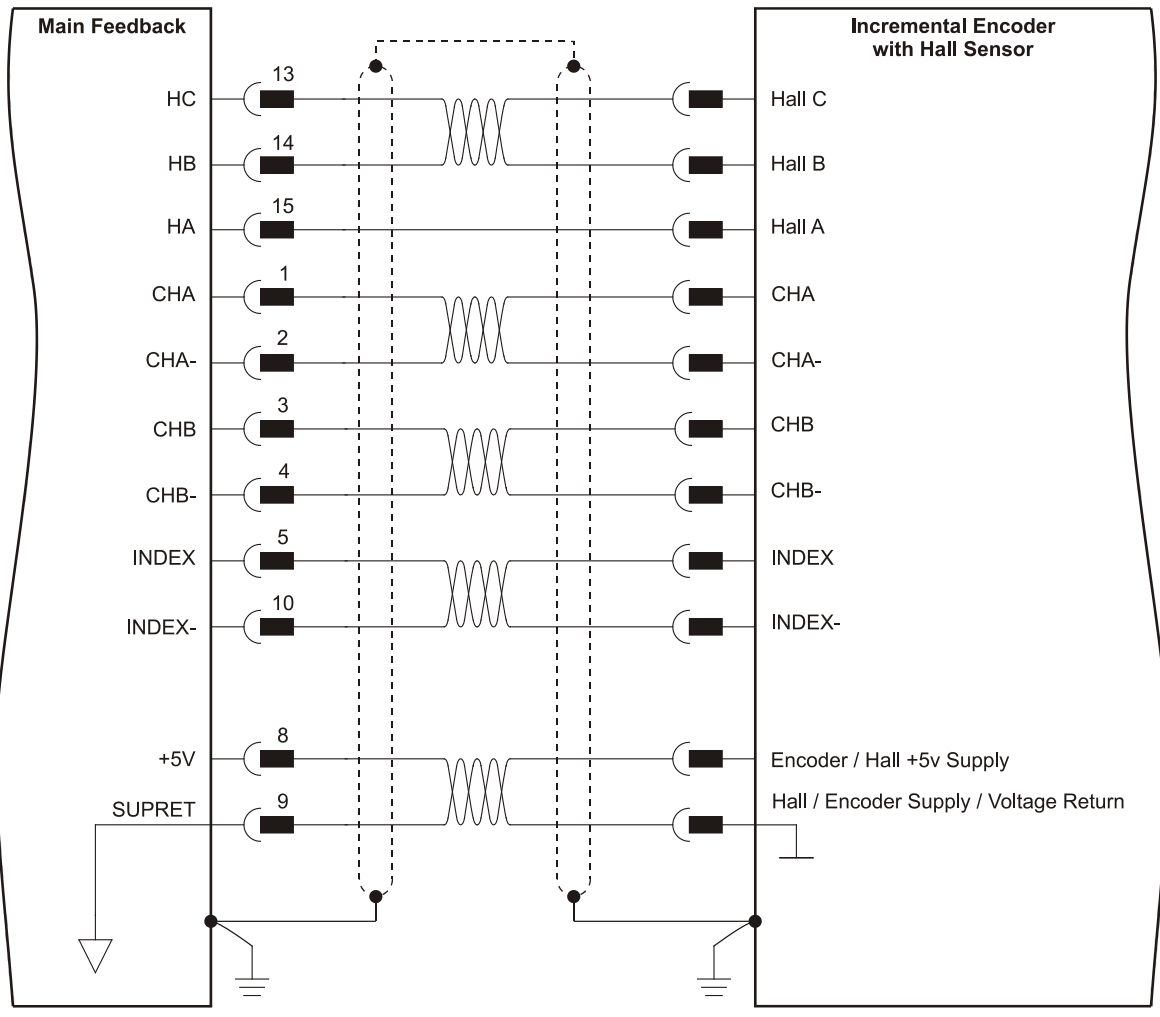 Main Feedback
Incremental Encoder
with Hall Sensor
HC
13
Hall C
HB
14
Hall B
HA
15
Hall A
CHA
1
CHA
CHA-
2
CHA-
CHB
3
CHB
CHB-
4
CHB-
INDEX
5
INDEX
INDEX-
10
INDEX-
+5V
8
Encoder / Hall +5v Supply
SUPRET
9
Hall / Encoder Supply / Voltage Return